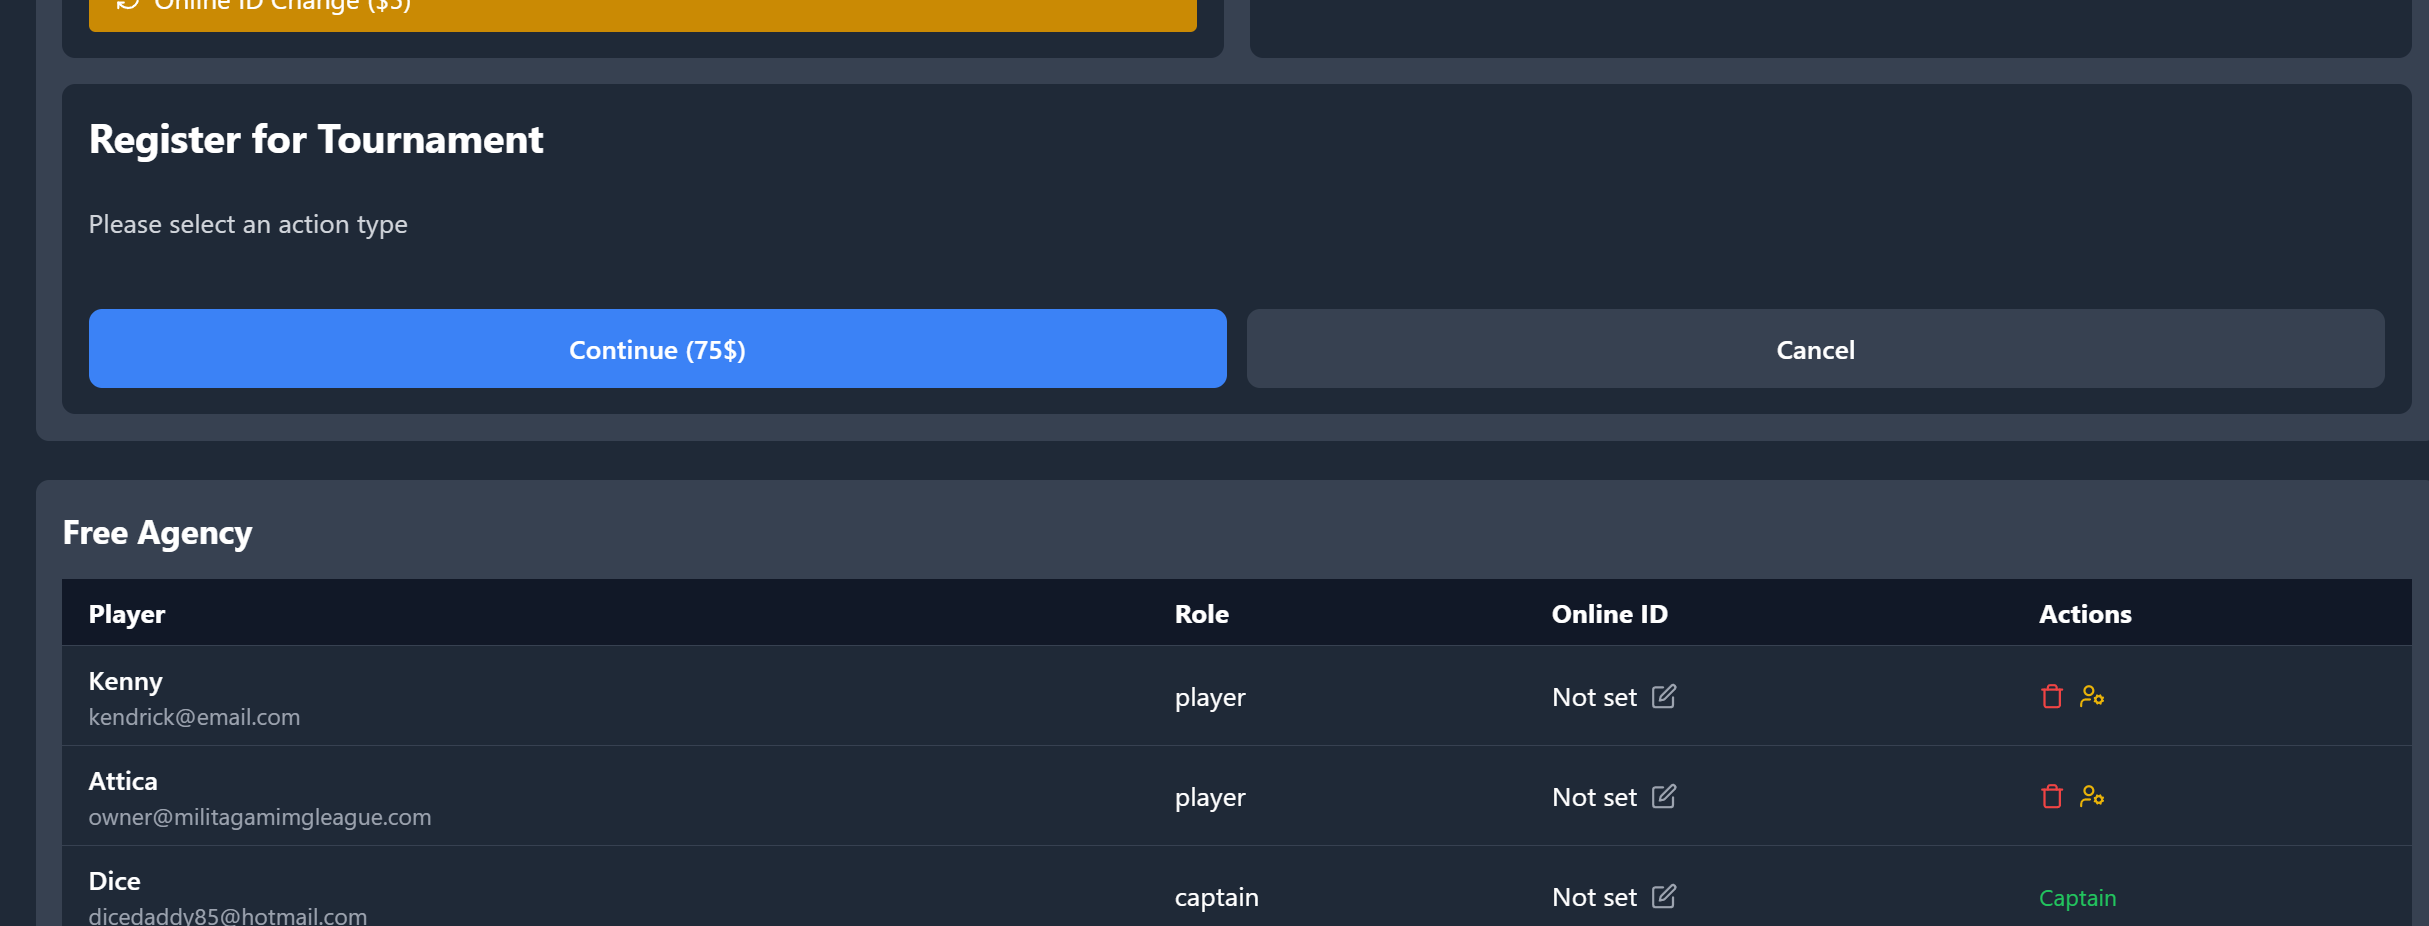 Online ID Change ($5)
Register for Tournament
Please select an action type
Continue (75$)
Cancel
Free Agency
Player Role Online ID Actions
Kenny
kendrick@email.com
player Not set
Attica
owner@militagamimgleague.com
player Not set
Dice
dicedaddy85@hotmail.com
captain Not set Captain